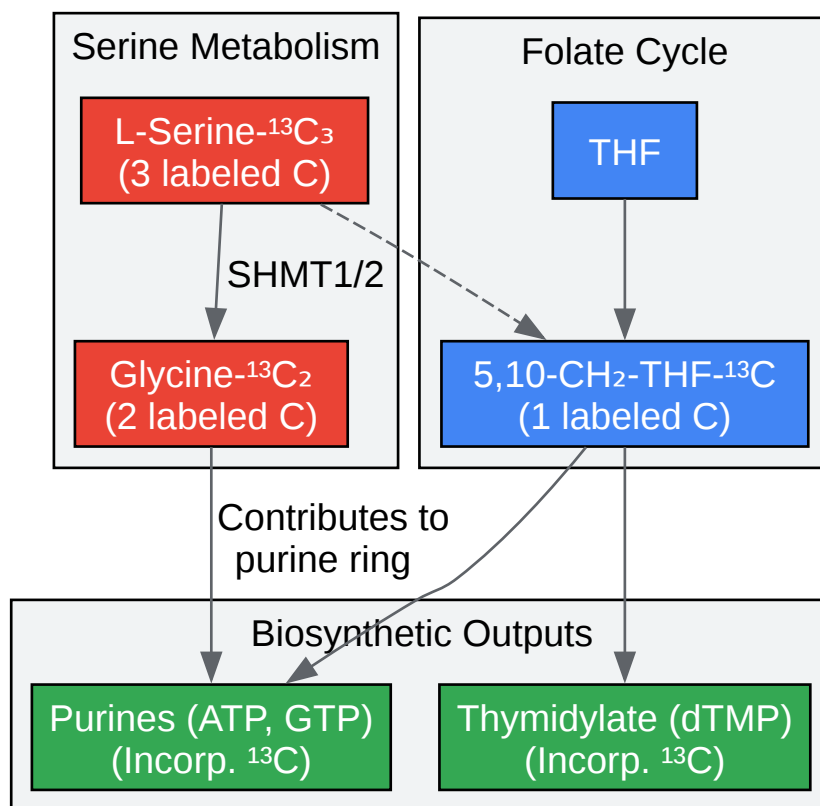 Serine Metabolism
Folate Cycle
L-Serine-¹³C₃
(3 labeled C)
THF
SHMT1/2
Glycine-¹³C₂
(2 labeled C)
5,10-CH₂-THF-¹³C
(1 labeled C)
Contributes to
purine ring
Biosynthetic Outputs
Purines (ATP, GTP)
(Incorp. ¹³C)
Thymidylate (dTMP)
(Incorp. ¹³C)